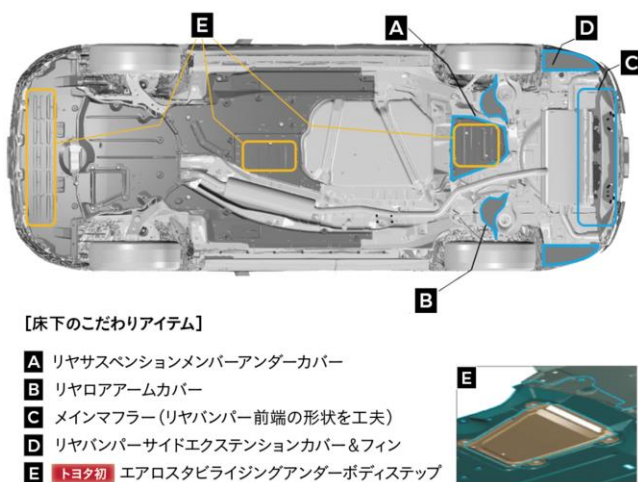 E
A
D
C
B
[床下のこだわりアイテム]
A リヤサスペンションメンバーアンダーカバー
B リヤロアアームカバー
C メインマフラー(リヤバンパー前端の形状を工夫)
D リヤバンパーサイドエクステンションカバー&フィン
E トヨタ初 エアロスタビライジングアンダーボディステップ
E